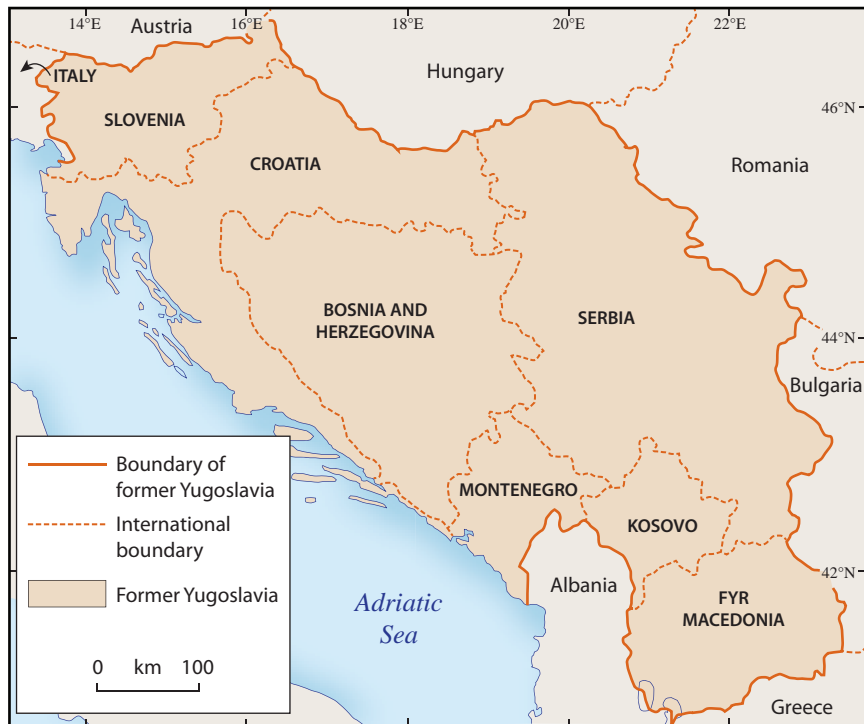 14°E
16°E
18°E
20°E
22°E
Austria
Hungary
ITALY
46°N
SLOVENIA
CROATIA
Romania
BOSNIA AND
HERZEGOVINA
SERBIA
44°N
Bulgaria
Boundary of
former Yugoslavia
International
boundary
Former Yugoslavia
0 km 100
MONTENEGRO
KOSOVO
42°N
Albania
FYR
MACEDONIA
Adriatic
Sea
Greece